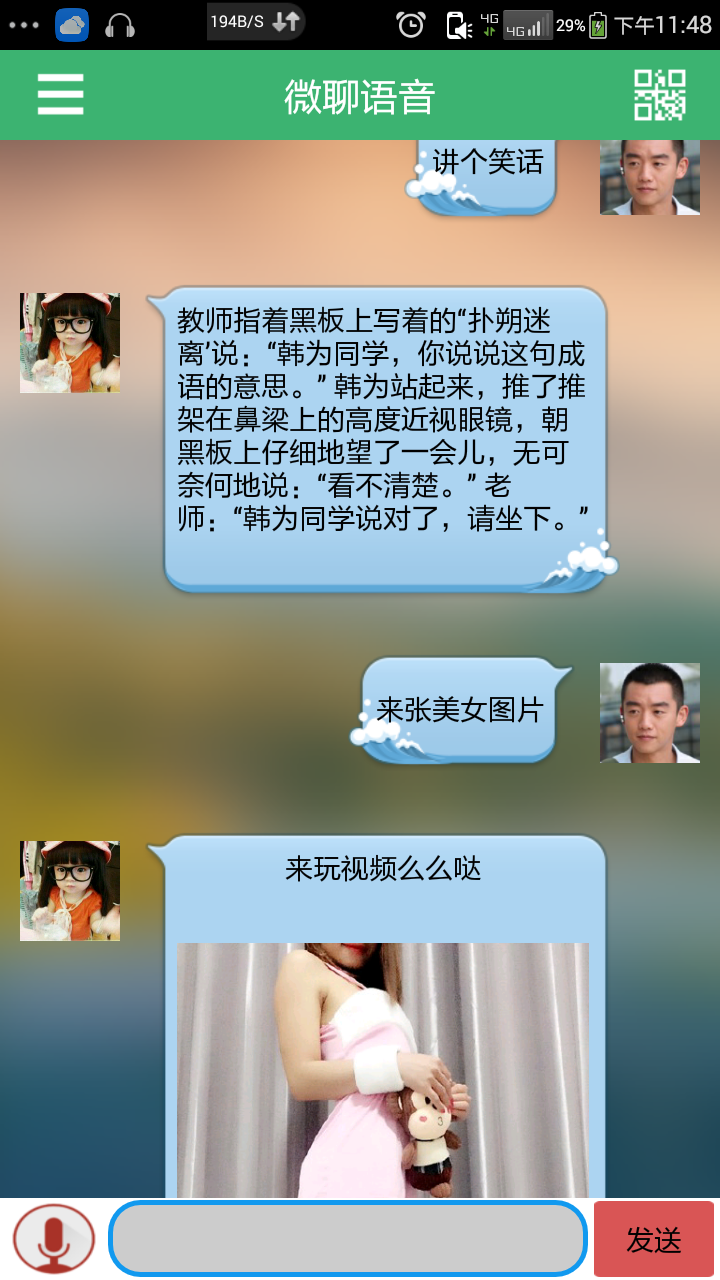 194B/S
4G
4G
29%
下午11:48
微聊语音
讲个笑话
教师指着黑板上写着的“扑朔迷
离’说：“韩为同学，你说说这句成
语的意思。” 韩为站起来，推了推
架在鼻梁上的高度近视眼镜，朝
黑板上仔细地望了一会儿，无可
奈何地说：“看不清楚。” 老
师：“韩为同学说对了，请坐下。”
来张美女图片
来玩视频么么哒
发送